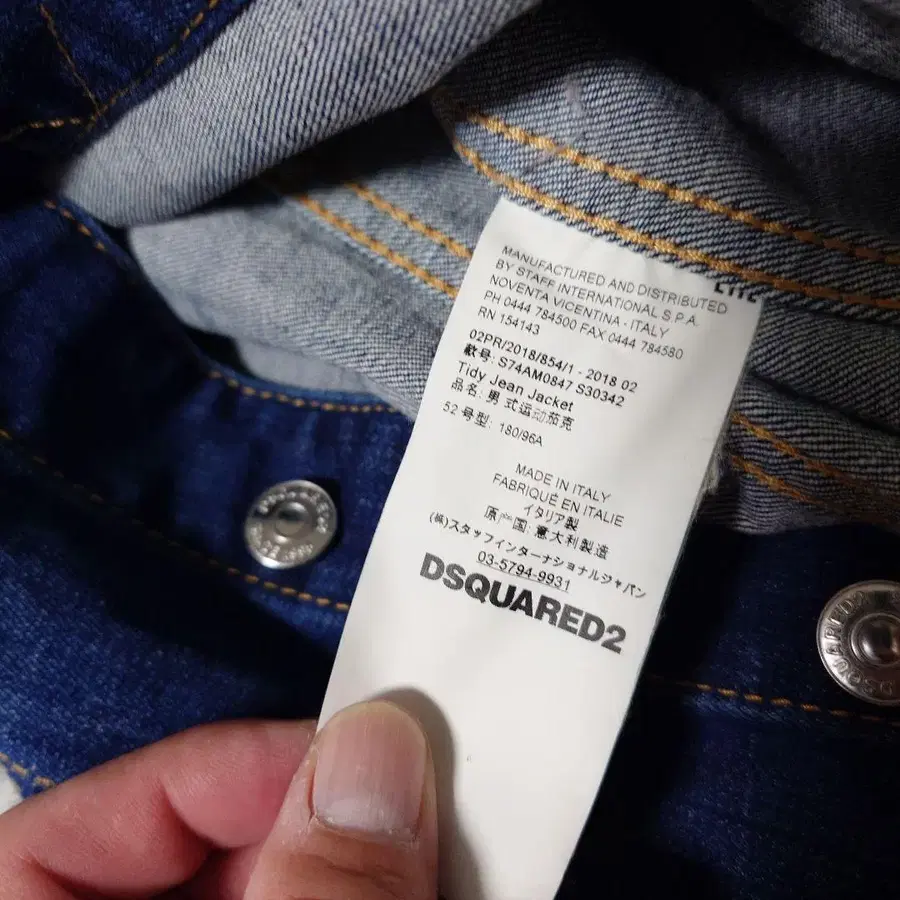 MANUFACTURED AND DISTRIBUTED
BY STAFF INTERNATIONAL S.P.A.
NOVENTA VICENTINA - ITALY
PH 0444 784500 FAX 0444 784580
RN 154143
02PR/2018/854/1 - 2018 02
款号: S74AM0847 S30342
Tidy Jean Jacket
品名: 男 式运动茄克
52 号型: 180/96A
MADE IN ITALY
FABRIQUÉ EN ITALIE
イタリア製
原产国: 意大利製造
(株)スタッフインターナショナルジャパン
03-5794-9931
DSQUARED2
DSQUARED2